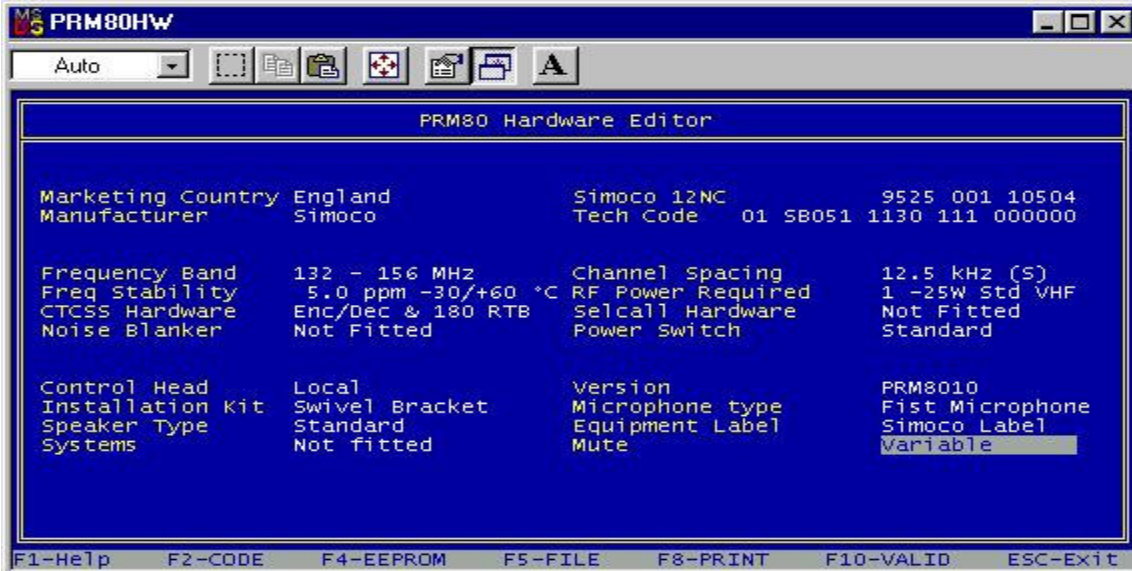 PRM80HW
Auto
A
PRM80 Hardware Editor
Marketing Country England Simoco 12NC 9525 001 10504
Manufacturer Simoco Tech Code 01 SB051 1130 111 000000
Frequency Band 132 - 156 MHz Channel Spacing 12.5 kHz (S)
Freq Stability 5.0 ppm -30/+60 °C RF Power Required 1 -25W Std VHF
CTCSS Hardware Enc/Dec & 180 RTB Selcall Hardware Not Fitted
Noise Blanker Not Fitted Power Switch Standard
Control Head Local Version PRM8010
Installation Kit Swivel Bracket Microphone type Fist Microphone
Speaker Type Standard Equipment Label Simoco Label
Systems Not fitted Mute Variable
F1-Help F2-CODE F4-EEPROM F5-FILE F8-PRINT F10-VALID ESC-Exit